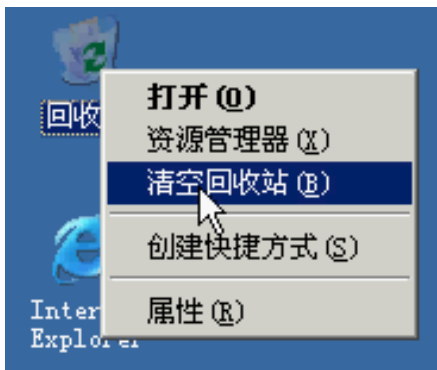 回收
打开(O)
资源管理器(X)
清空回收站(B)
创建快捷方式(S)
属性(R)
Inter
Explorer